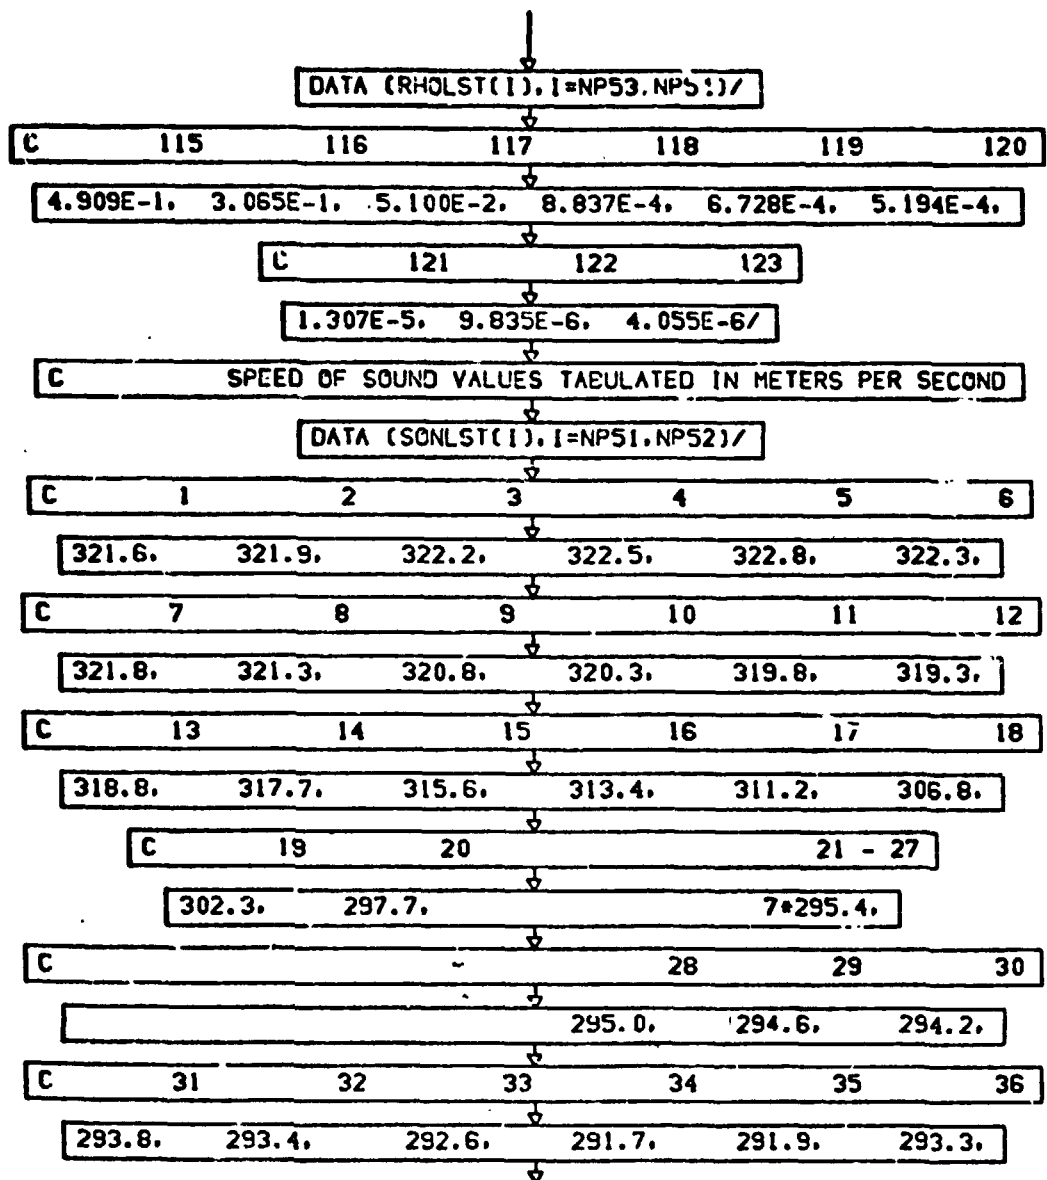 DATA (RHOLST(I),I=NP53,NP51)/
C 115 116 117 118 119 120
4.909E-1, 3.065E-1, 5.100E-2, 8.837E-4, 6.728E-4, 5.194E-4,
C 121 122 123
1.307E-5, 9.835E-6, 4.055E-6/
C SPEED OF SOUND VALUES TABULATED IN METERS PER SECOND
DATA (SONLST(I),I=NP51,NP52)/
C 1 2 3 4 5 6
321.6, 321.9, 322.2, 322.5, 322.8, 322.3,
C 7 8 9 10 11 12
321.8, 321.3, 320.8, 320.3, 319.8, 319.3,
C 13 14 15 16 17 18
318.8, 317.7, 315.6, 313.4, 311.2, 306.8,
C 19 20 21 - 27
302.3, 297.7, 7*295.4,
C 28 29 30
295.0, 294.6, 294.2,
C 31 32 33 34 35 36
293.8, 293.4, 292.6, 291.7, 291.9, 293.3,